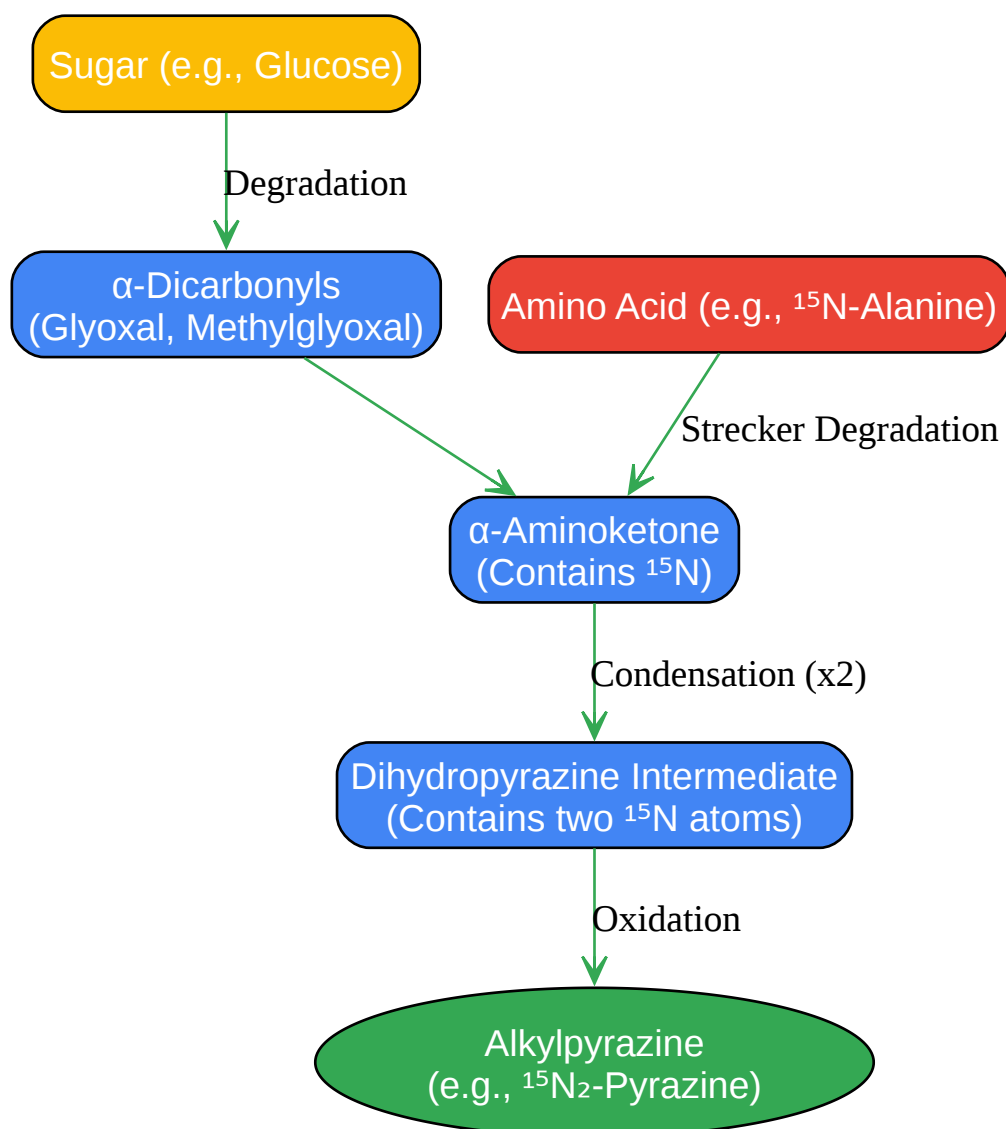 Sugar (e.g., Glucose)
Degradation
α-Dicarbonyls
(Glyoxal, Methylglyoxal)
Amino Acid (e.g., ¹⁵N-Alanine)
Strecker Degradation
α-Aminoketone
(Contains ¹⁵N)
Condensation (x2)
Dihydropyrazine Intermediate
(Contains two ¹⁵N atoms)
Oxidation
Alkylpyrazine
(e.g., ¹⁵N₂-Pyrazine)